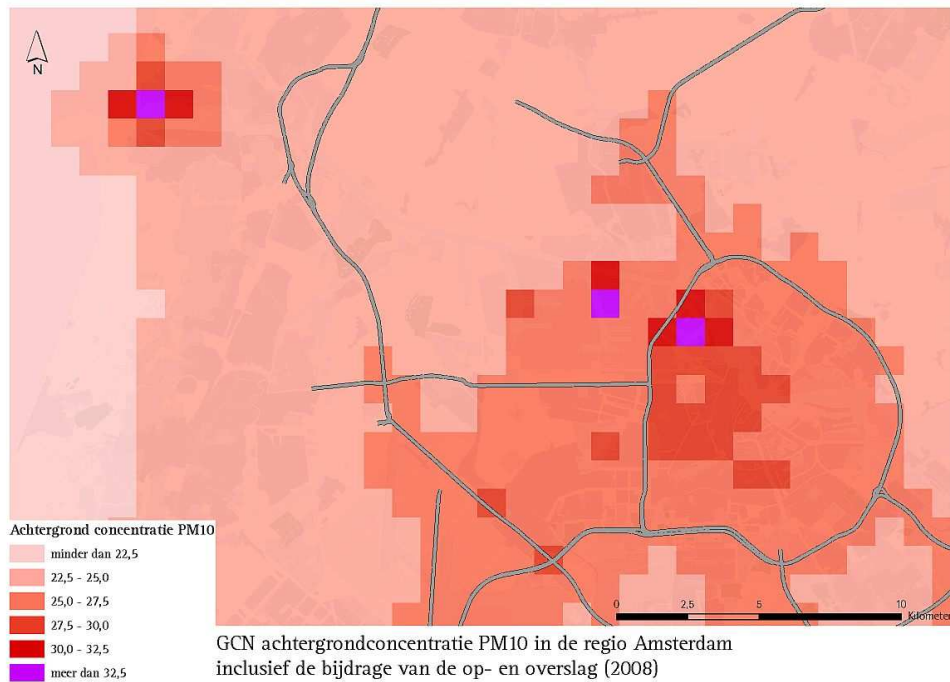 N
Achtergrond concentratie PM10
minder dan 22,5
22,5 - 25,0
25,0 - 27,5
27,5 - 30,0
30,0 - 32,5
meer dan 32,5
0 2,5 5 10
Kilometer
GCN achtergrondconcentratie PM10 in de regio Amsterdam
inclusief de bijdrage van de op- en overslag (2008)